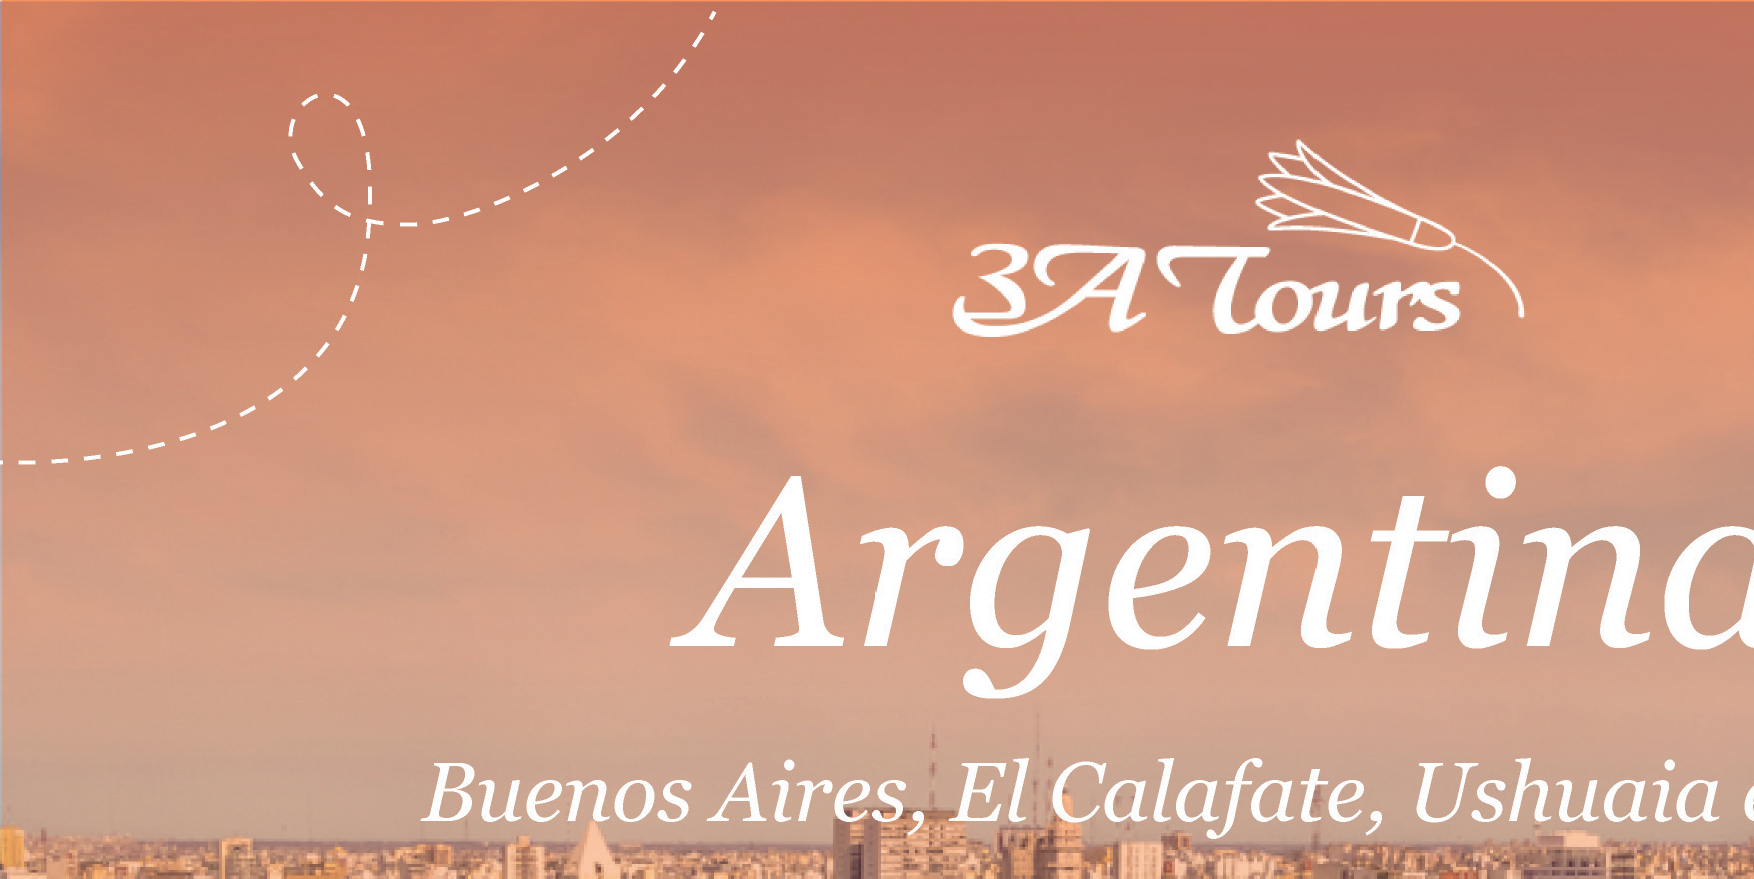 3A Tours
Argentina
Buenos Aires, El Calafate, Ushuaia